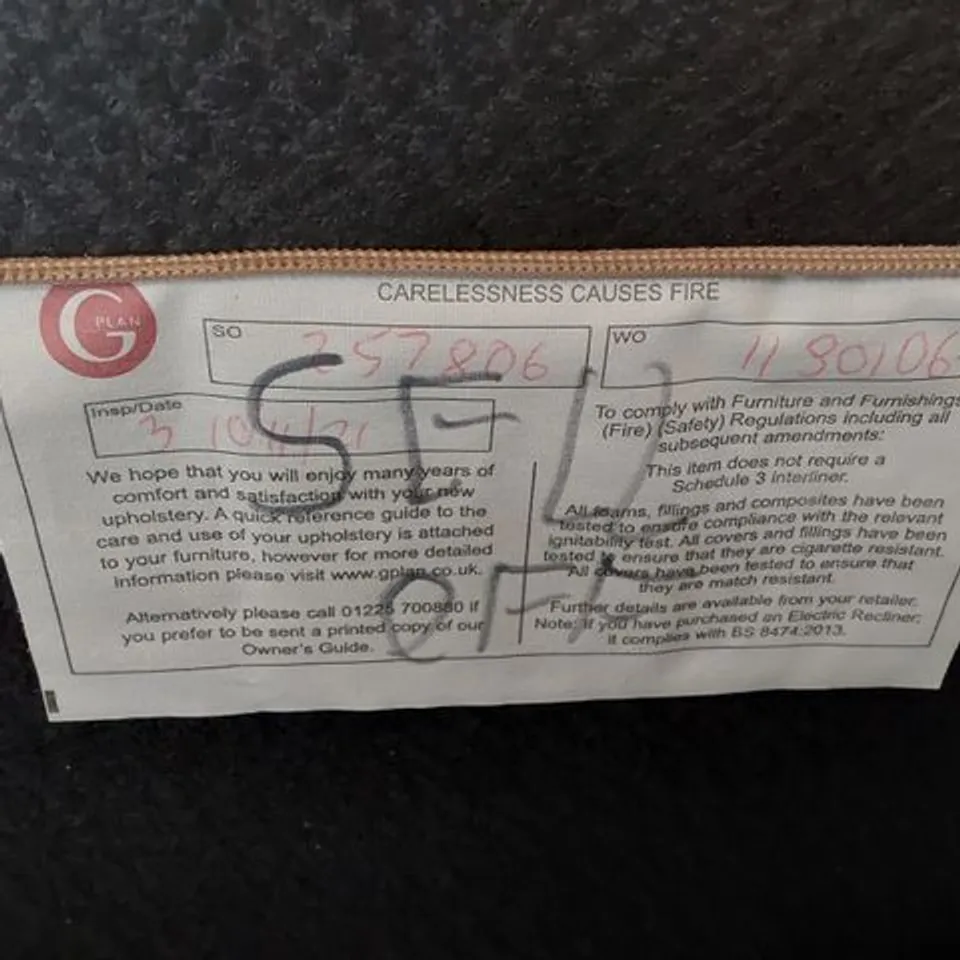 G PLAN
CARELESSNESS CAUSES FIRE
SO 257806
WO 1180106
Insp/Date
3 10/11/21
We hope that you will enjoy many years of
comfort and satisfaction with your new
upholstery. A quick reference guide to the
care and use of your upholstery is attached
to your furniture, however for more detailed
information please visit www.gplan.co.uk.
Alternatively please call 01225 700880 if
you prefer to be sent a printed copy of our
Owner's Guide.
To comply with Furniture and Furnishings
(Fire) (Safety) Regulations including all
subsequent amendments:
This item does not require a
Schedule 3 interliner.
All foams, fillings and composites have been
tested to ensure compliance with the relevant
ignitability test. All covers and fillings have been
tested to ensure that they are cigarette resistant.
All covers have been tested to ensure that
they are match resistant.
Further details are available from your retailer.
Note: If you have purchased an Electric Recliner;
it complies with BS 8474:2013.